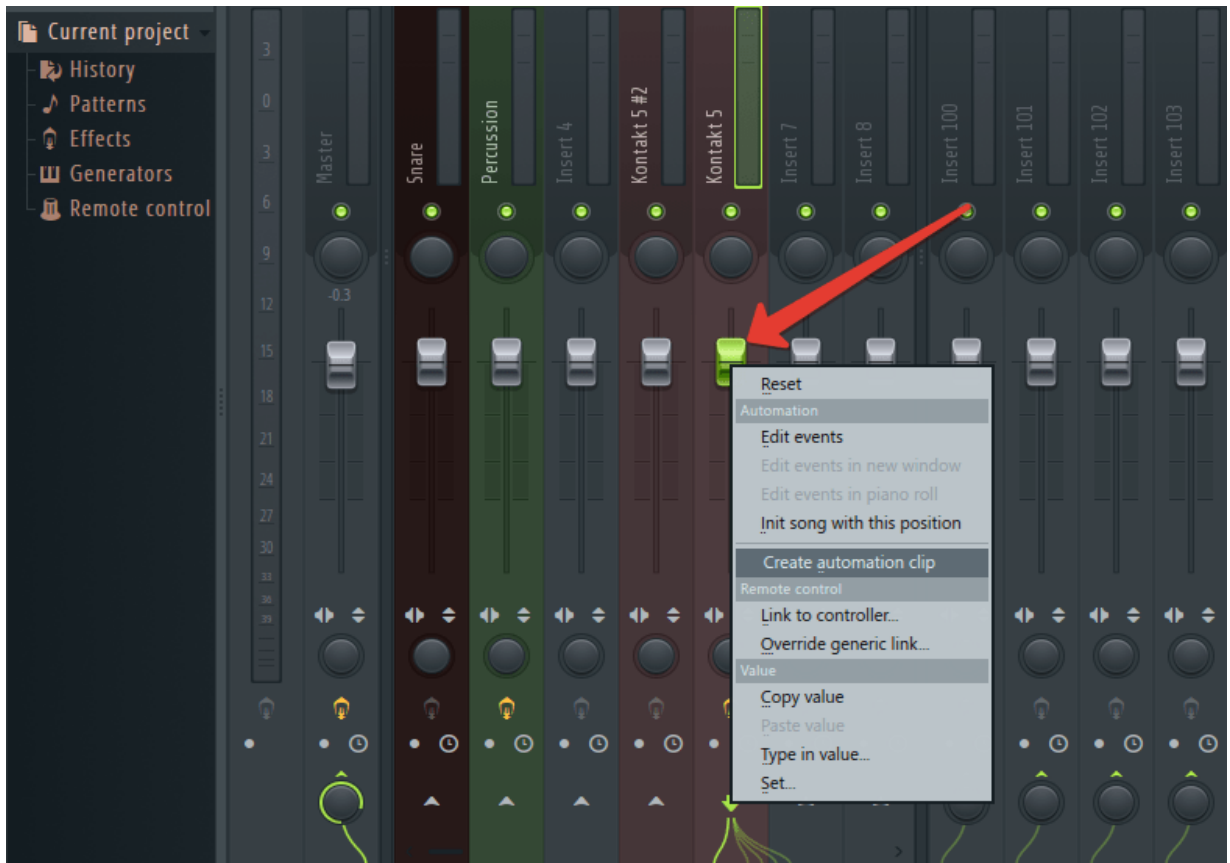 Current project
History
Patterns
Effects
Generators
Remote control
3
0
3
6
9
12
15
18
21
24
27
30
33
36
39
Master
-0.3
Snare
Percussion
Insert 4
Kontakt 5 #2
Kontakt 5
Insert 7
Insert 8
Insert 100
Insert 101
Insert 102
Insert 103
Reset
Automation
Edit events
Edit events in new window
Edit events in piano roll
Init song with this position
Create automation clip
Remote control
Link to controller...
Override generic link...
Value
Copy value
Paste value
Type in value...
Set...